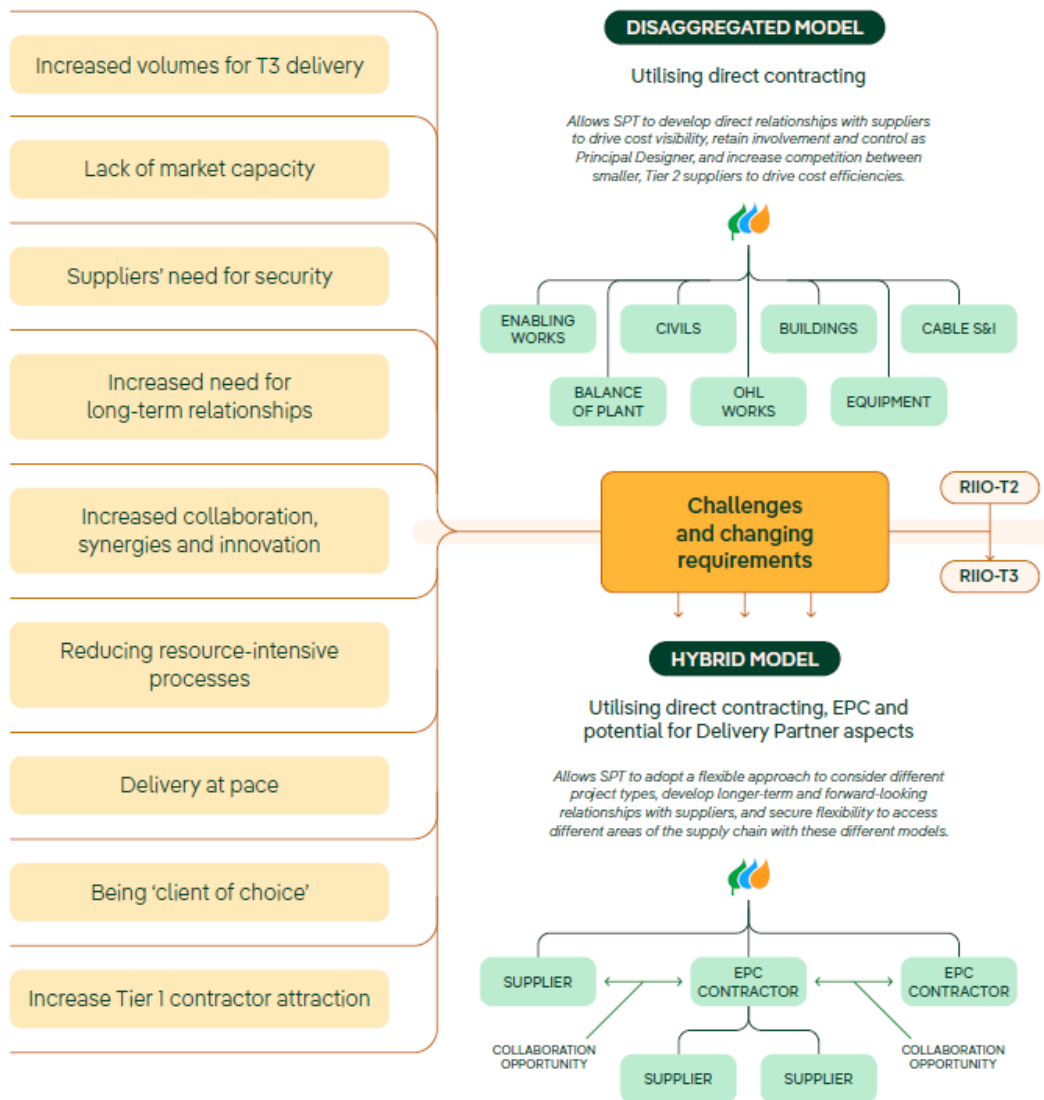 Increased volumes for T3 delivery
Lack of market capacity
Suppliers’ need for security
Increased need for
long-term relationships
Increased collaboration,
synergies and innovation
Reducing resource-intensive
processes
Delivery at pace
Being ‘client of choice’
Increase Tier 1 contractor attraction
DISAGGREGATED MODEL
Utilising direct contracting
Allows SPT to develop direct relationships with suppliers
to drive cost visibility, retain involvement and control as
Principal Designer, and increase competition between
smaller, Tier 2 suppliers to drive cost efficiencies.
ENABLING
WORKS
CIVILS
BUILDINGS
CABLE S&I
BALANCE
OF PLANT
OHL
WORKS
EQUIPMENT
Challenges
and changing
requirements
RIIO-T2
RIIO-T3
HYBRID MODEL
Utilising direct contracting, EPC and
potential for Delivery Partner aspects
Allows SPT to adopt a flexible approach to consider different
project types, develop longer-term and forward-looking
relationships with suppliers, and secure flexibility to access
different areas of the supply chain with these different models.
SUPPLIER
EPC
CONTRACTOR
EPC
CONTRACTOR
COLLABORATION
OPPORTUNITY
COLLABORATION
OPPORTUNITY
SUPPLIER
SUPPLIER